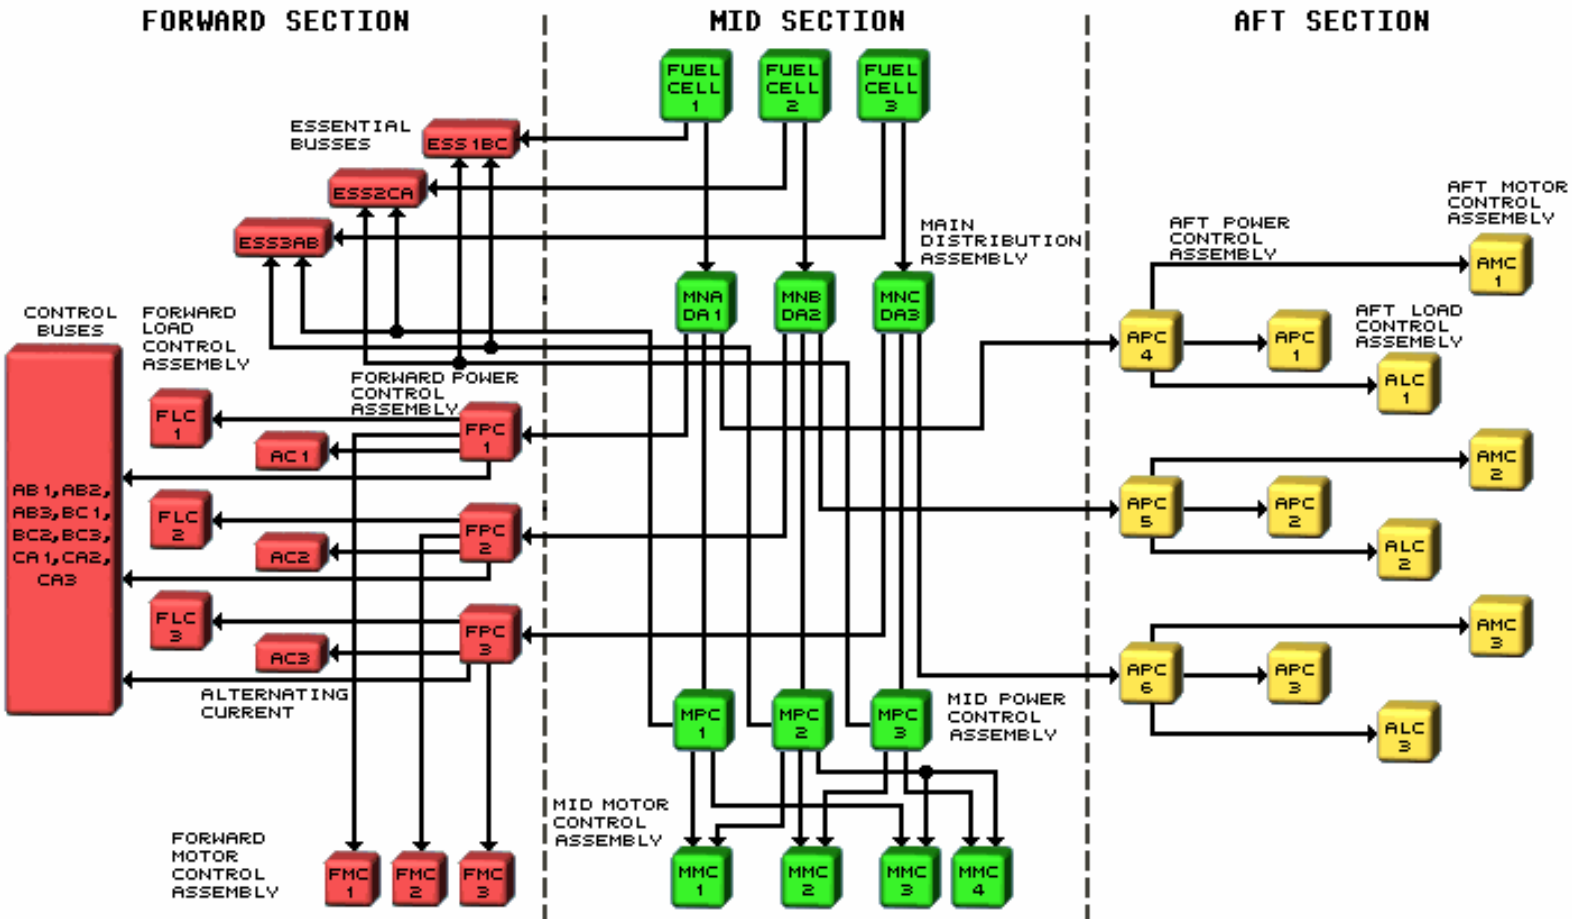 FORWARD SECTION
MID SECTION
AFT SECTION
FUEL
CELL
1
FUEL
CELL
2
FUEL
CELL
3
ESSENTIAL
BUSSES
ESS1BC
ESS2CA
ESS3AB
MAIN
DISTRIBUTION
ASSEMBLY
MNA
DA1
MNB
DA2
MNC
DA3
AFT POWER
CONTROL
ASSEMBLY
AFT MOTOR
CONTROL
ASSEMBLY
AMC
1
APC
4
APC
1
AFT LOAD
CONTROL
ASSEMBLY
ALC
1
CONTROL
BUSES
FORWARD
LOAD
CONTROL
ASSEMBLY
FORWARD POWER
CONTROL
ASSEMBLY
FLC
1
AC1
FPC
1
AB1,AB2,
AB3,BC1,
BC2,BC3,
CA1,CA2,
CA3
FLC
2
AC2
FPC
2
FLC
3
AC3
FPC
3
ALTERNATING
CURRENT
AMC
2
APC
5
APC
2
ALC
2
AMC
3
APC
6
APC
3
ALC
3
MPC
1
MPC
2
MPC
3
MID POWER
CONTROL
ASSEMBLY
MID MOTOR
CONTROL
ASSEMBLY
FORWARD
MOTOR
CONTROL
ASSEMBLY
FMC
1
FMC
2
FMC
3
MMC
1
MMC
2
MMC
3
MMC
4